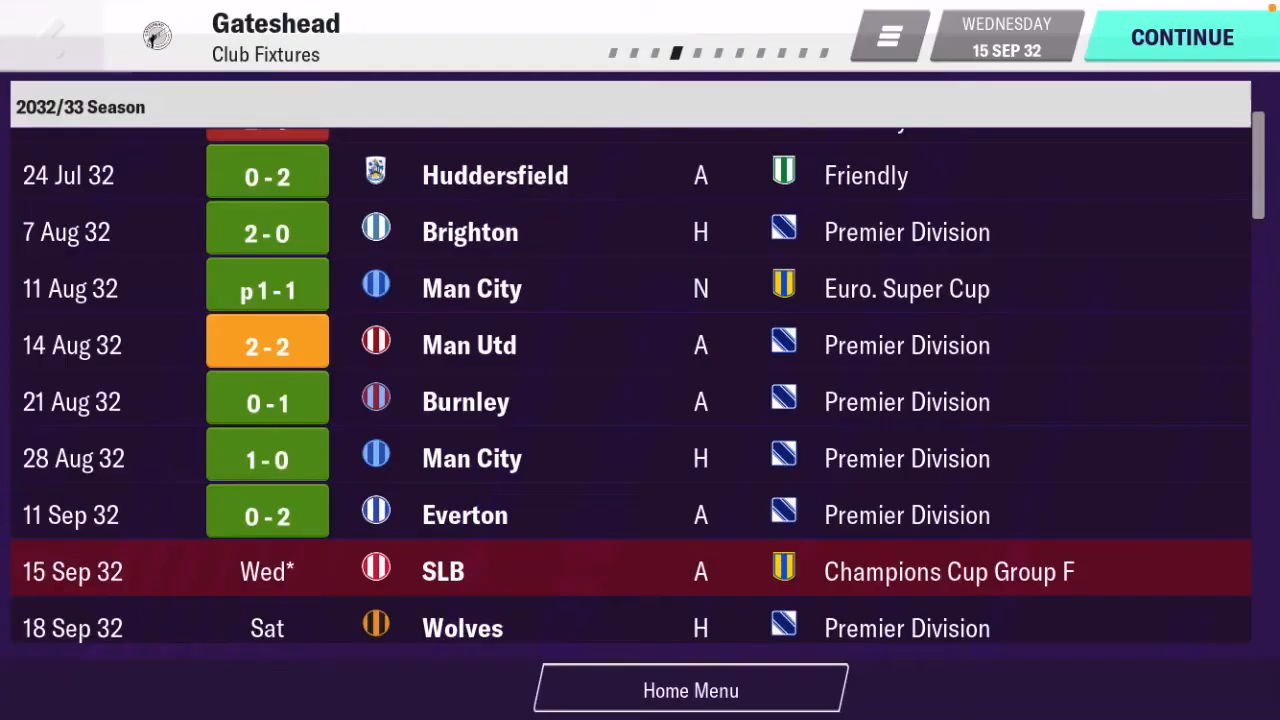 Gateshead
Club Fixtures
WEDNESDAY
15 SEP 32
CONTINUE
2032/33 Season
24 Jul 32 0 - 2 Huddersfield A Friendly
7 Aug 32 2 - 0 Brighton H Premier Division
11 Aug 32 p 1 - 1 Man City N Euro. Super Cup
14 Aug 32 2 - 2 Man Utd A Premier Division
21 Aug 32 0 - 1 Burnley A Premier Division
28 Aug 32 1 - 0 Man City H Premier Division
11 Sep 32 0 - 2 Everton A Premier Division
15 Sep 32 Wed* SLB A Champions Cup Group F
18 Sep 32 Sat Wolves H Premier Division
Home Menu